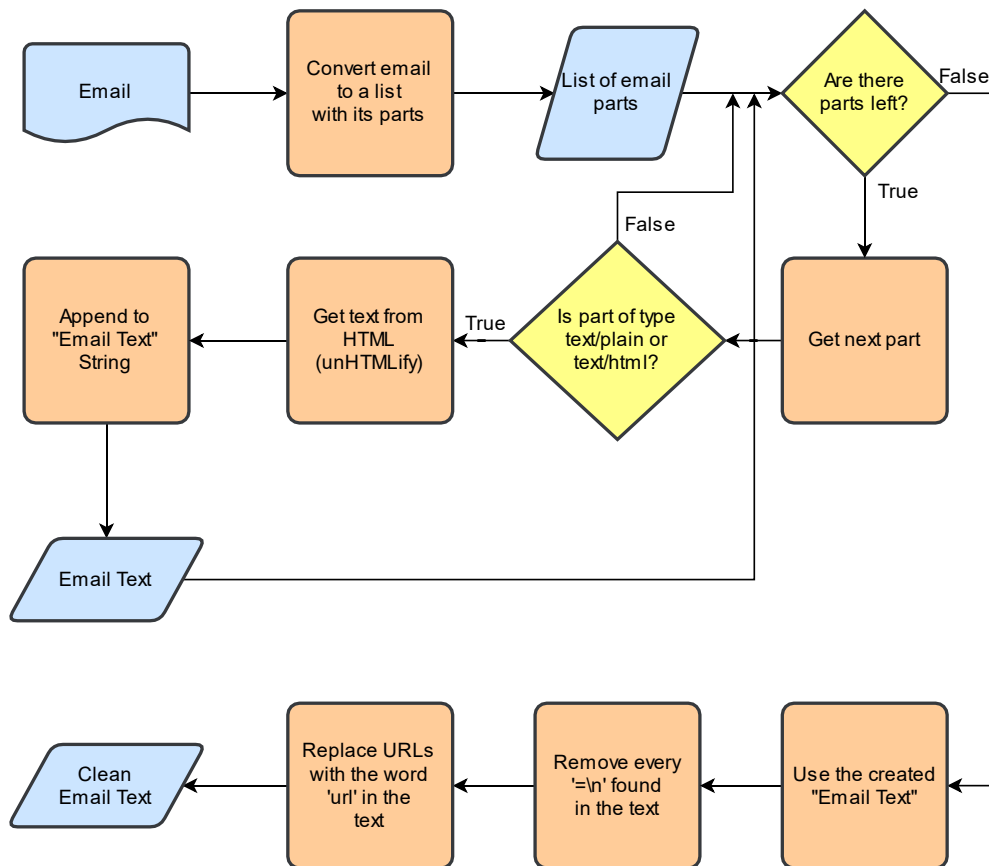 Email
Convert email
to a list
with its parts
List of email
parts
Are there
parts left?
False
True
False
Append to
"Email Text"
String
Get text from
HTML
(unHTMLify)
True
Is part of type
text/plain or
text/html?
Get next part
Email Text
Clean
Email Text
Replace URLs
with the word
'url' in the
text
Remove every
'=\n' found
in the text
Use the created
"Email Text"